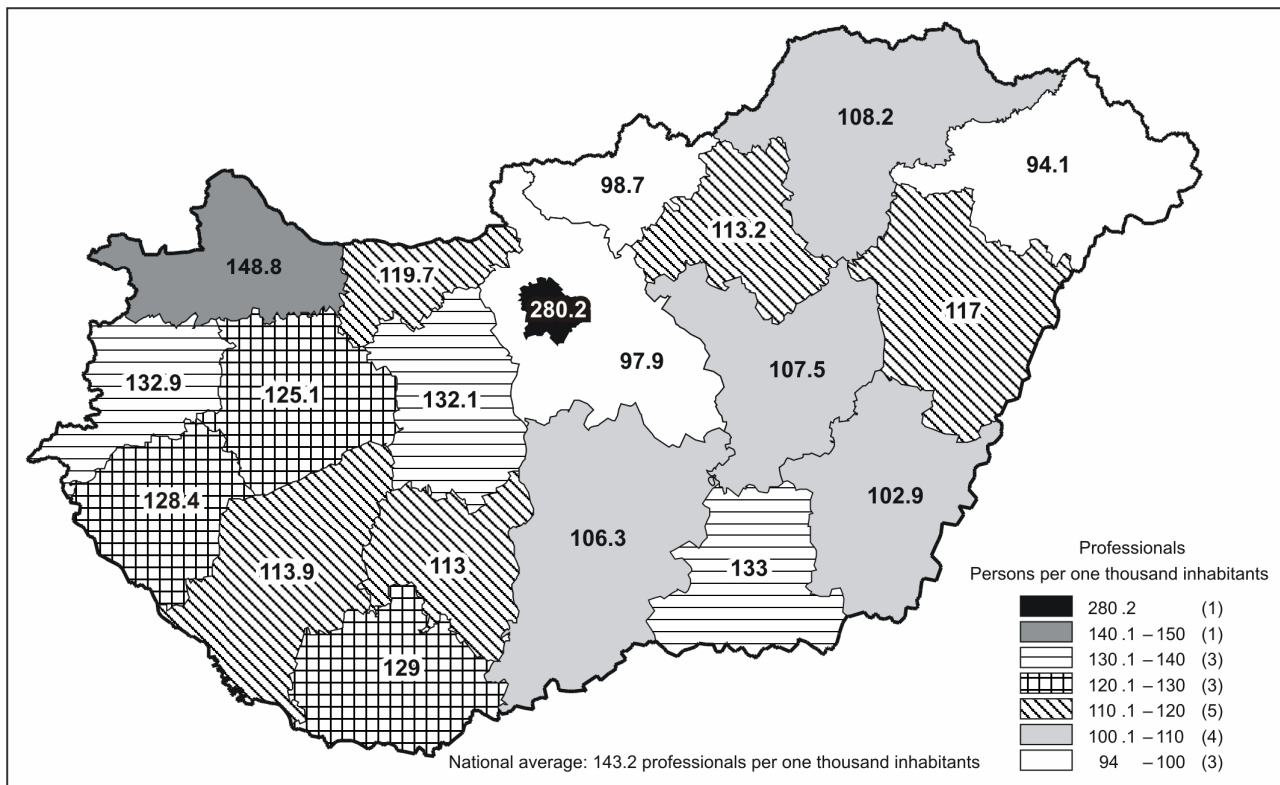 108.2
94.1
98.7
113.2
148.8
119.7
280.2
117
97.9
107.5
132.9
125.1
132.1
128.4
102.9
106.3
113.9
113
133
129
Professionals
Persons per one thousand inhabitants
280 .2 (1)
140 .1 – 150 (1)
130 .1 – 140 (3)
120 .1 – 130 (3)
110 .1 – 120 (5)
100 .1 – 110 (4)
94 – 100 (3)
National average: 143.2 professionals per one thousand inhabitants